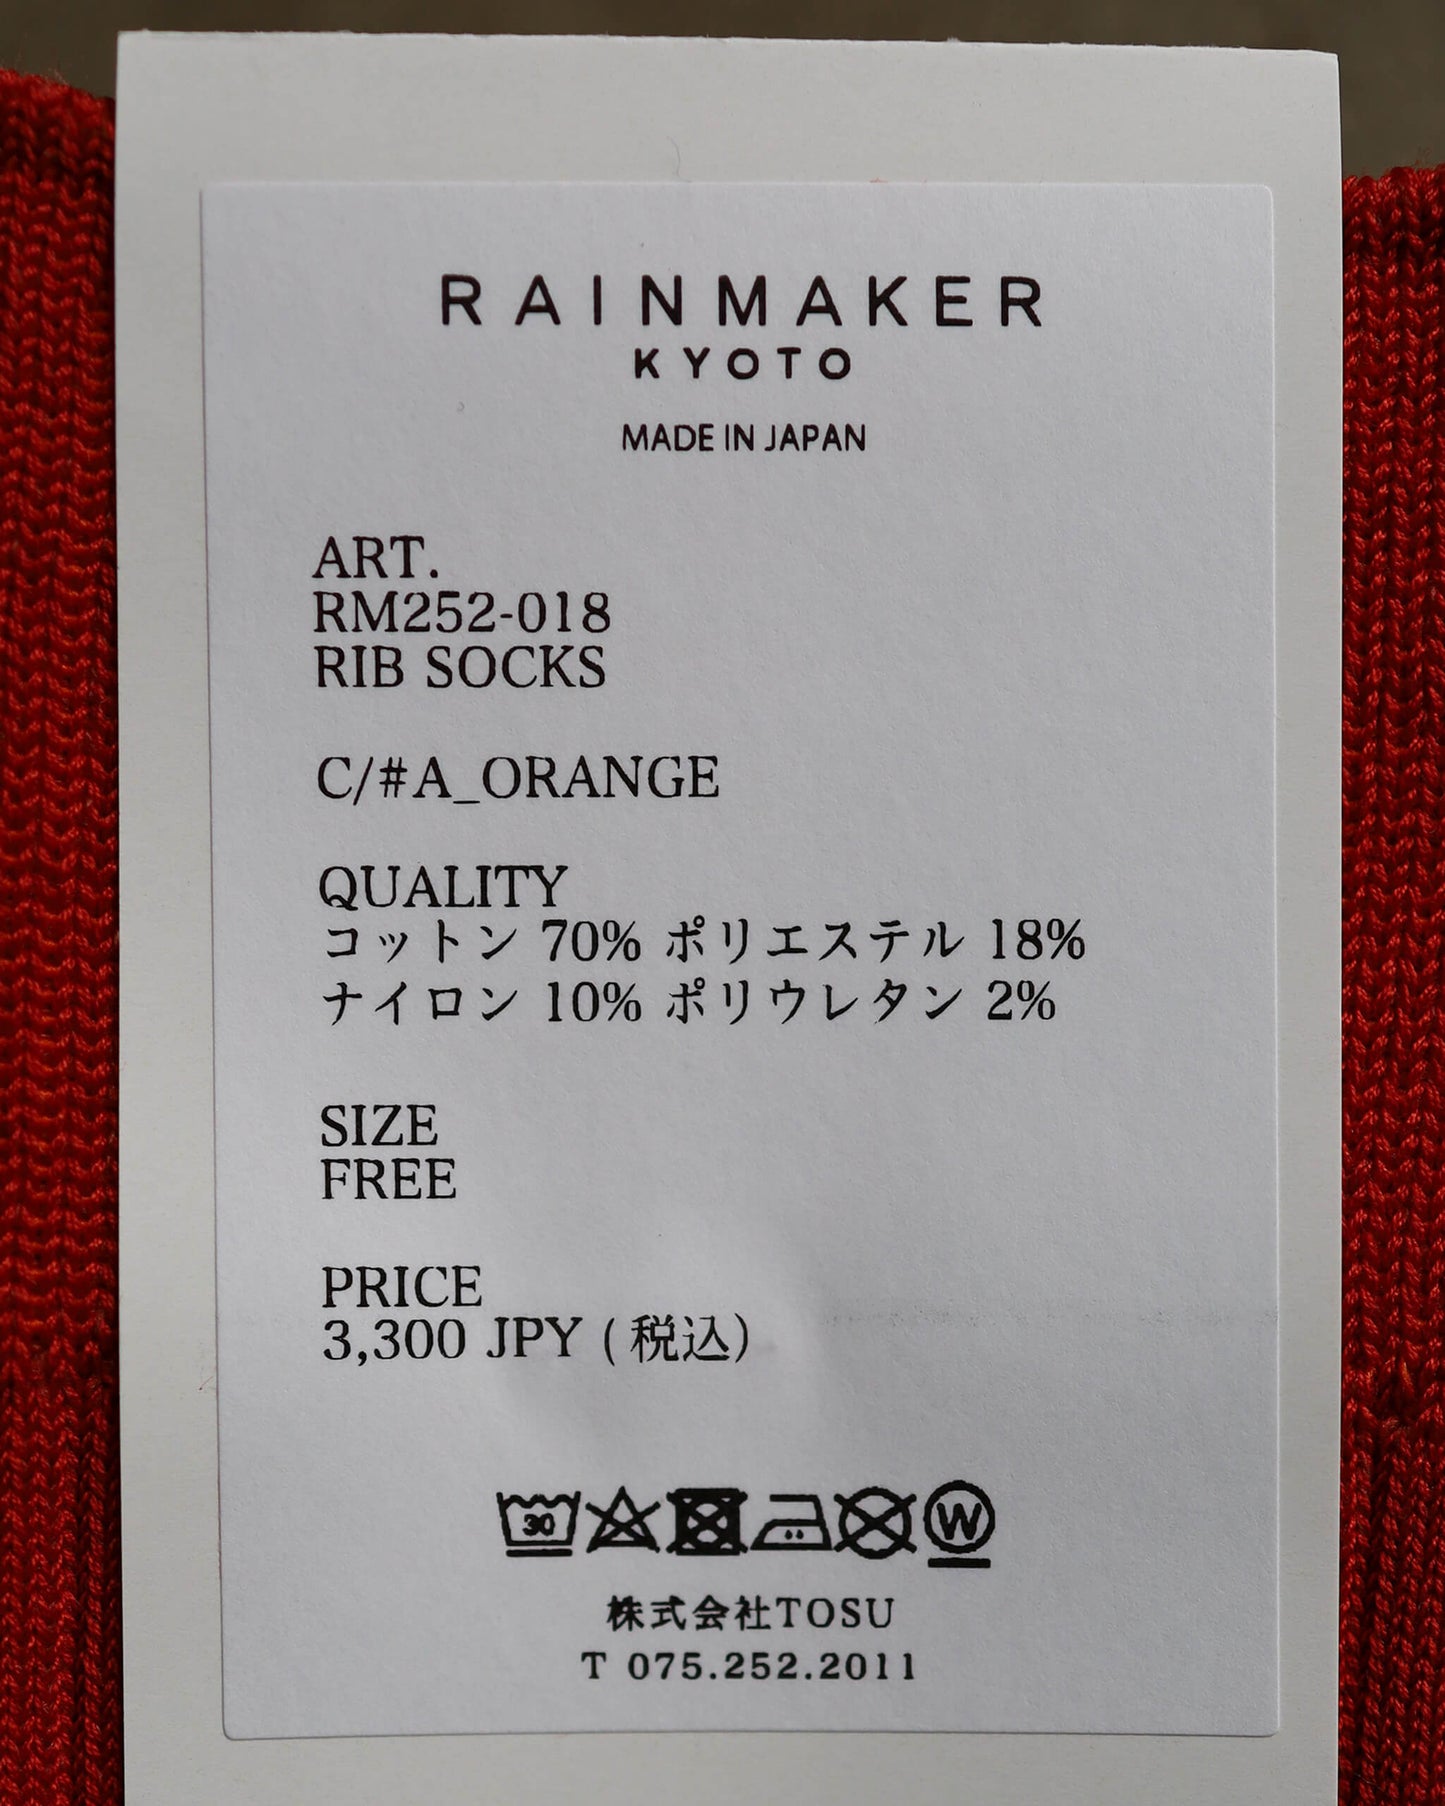 RAINMAKER
KYOTO
MADE IN JAPAN
ART.
RM252-018
RIB SOCKS
C/#A_ORANGE
QUALITY
コットン 70% ポリエステル 18%
ナイロン 10% ポリウレタン 2%
SIZE
FREE
PRICE
3,300 JPY (税込)
30 W
株式会社TOSU
T 075.252.2011